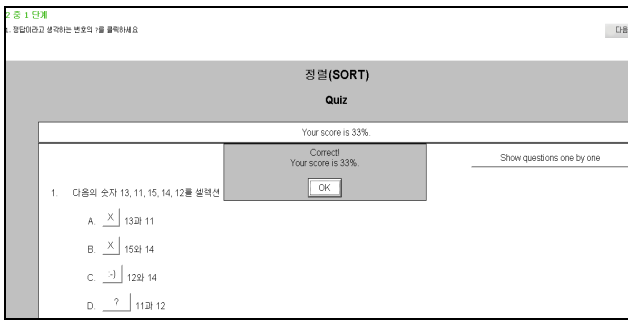 2 중 1 단계
1. 정답이라고 생각하는 번호의 ?를 클릭하세요
다음
정렬(SORT)
Quiz
Your score is 33%.
Correct!
Your score is 33%.
OK
Show questions one by one
1. 다음의 숫자 13, 11, 15, 14, 12를 셀렉션
A. X 13과 11
B. X 15와 14
C. :-) 12와 14
D. ? 11과 12